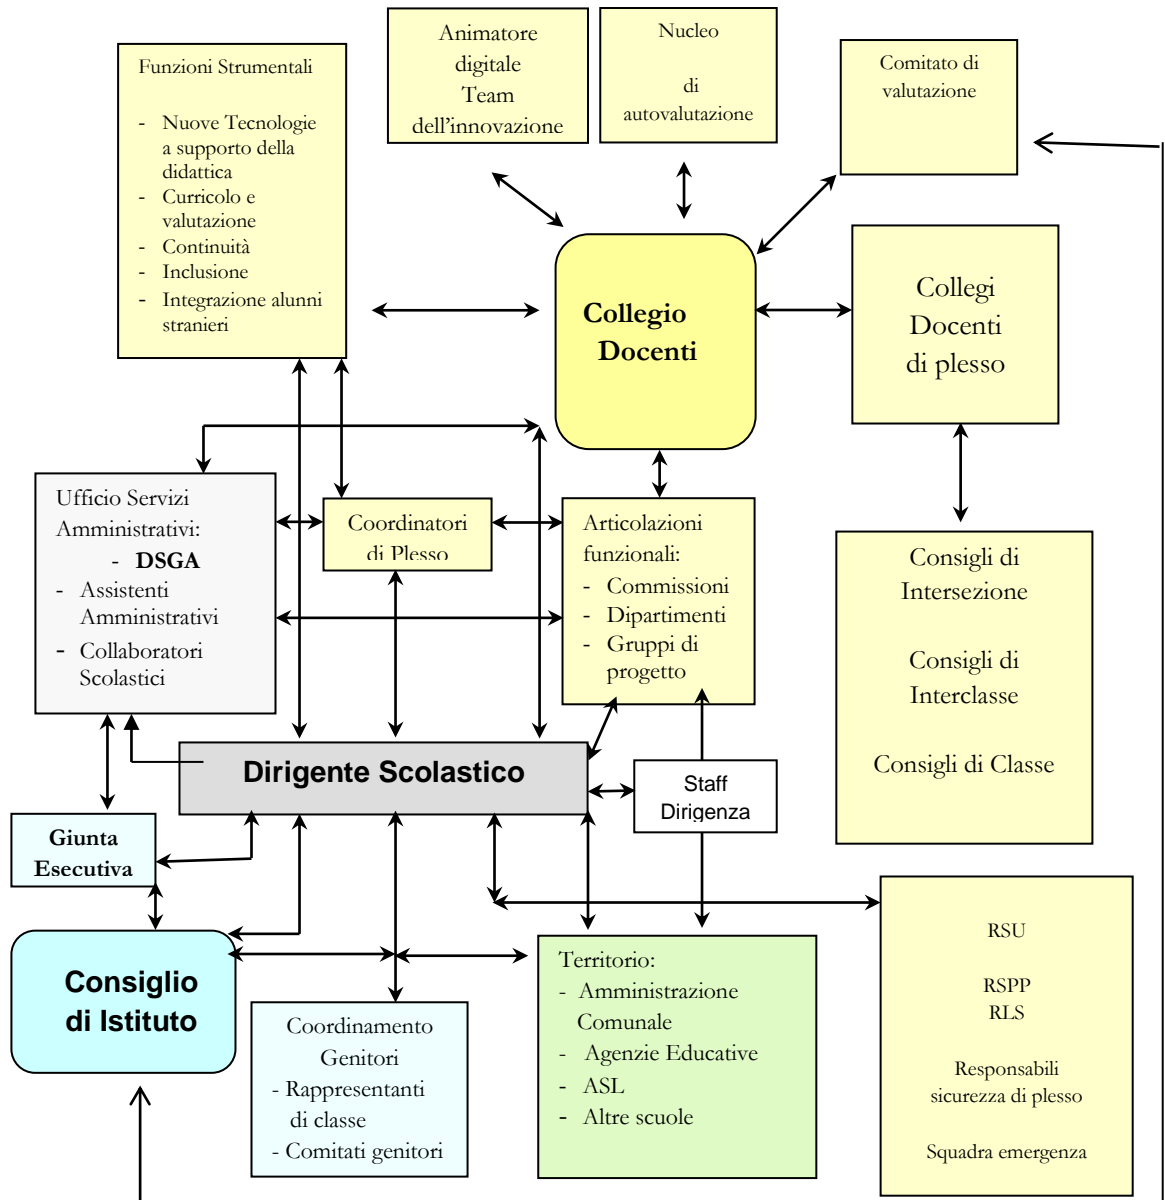 Funzioni Strumentali
- Nuove Tecnologie
a supporto della
didattica
- Curricolo e
valutazione
- Continuità
- Inclusione
- Integrazione alunni
stranieri
Animatore
digitale
Team
dell'innovazione
Nucleo
di
autovalutazione
Comitato di
valutazione
Collegio
Docenti
Collegi
Docenti
di plesso
Ufficio Servizi
Amministrativi:
- DSGA
- Assistenti
Amministrativi
- Collaboratori
Scolastici
Coordinatori
di Plesso
Articolazioni
funzionali:
- Commissioni
- Dipartimenti
- Gruppi di
progetto
Consigli di
Intersezione
Consigli di
Interclasse
Consigli di Classe
Dirigente Scolastico
Staff
Dirigenza
Giunta
Esecutiva
Consiglio
di Istituto
Coordinamento
Genitori
- Rappresentanti
di classe
- Comitati genitori
Territorio:
- Amministrazione
Comunale
- Agenzie Educative
- ASL
- Altre scuole
RSU
RSPP
RLS
Responsabili
sicurezza di plesso
Squadra emergenza